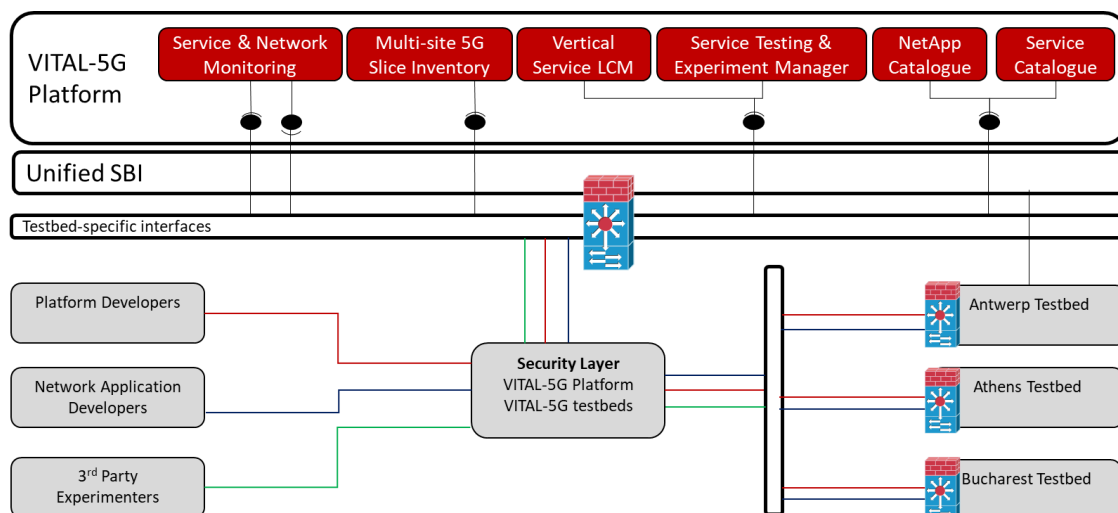 VITAL-5G
Platform
Service & Network
Monitoring
Multi-site 5G
Slice Inventory
Vertical
Service LCM
Service Testing &
Experiment Manager
NetApp
Catalogue
Service
Catalogue
Unified SBI
Testbed-specific interfaces
Platform Developers
Network Application
Developers
3rd Party
Experimenters
Security Layer
VITAL-5G Platform
VITAL-5G testbeds
Antwerp Testbed
Athens Testbed
Bucharest Testbed